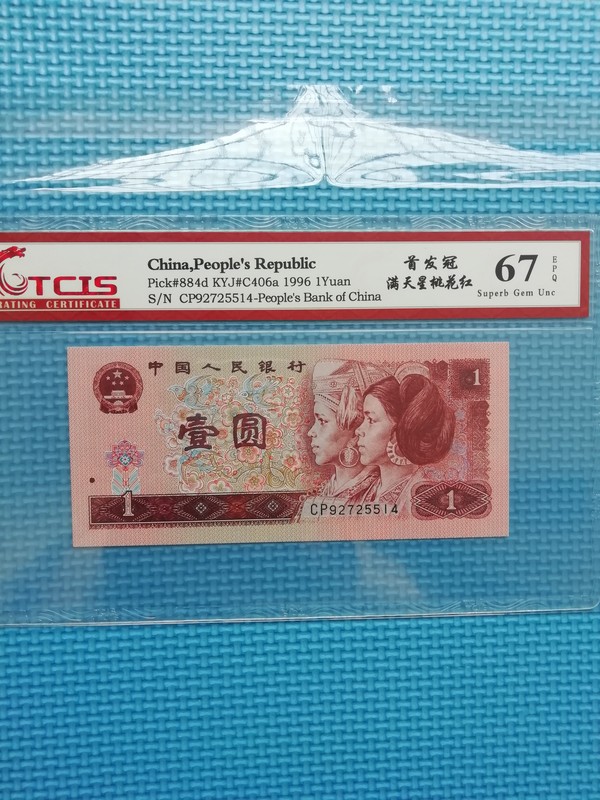 TCIS
RATING CERTIFICATE
China,People's Republic
Pick#884d KYJ#C406a 1996 1Yuan
S/N CP92725514-People's Bank of China
首发冠
满天星桃花红
67
EPQ
Superb Gem Unc
中国人民银行
1
壹圆
1
CP92725514
1